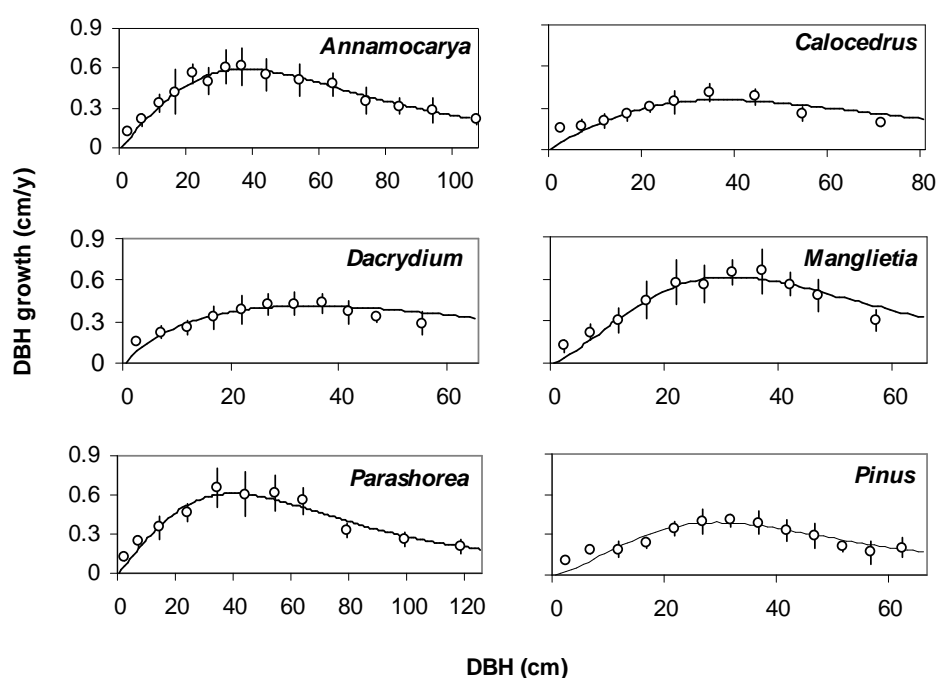 DBH growth (cm/y)
Annamocarya
0.9
0.6
0.3
0
0 20 40 60 80 100
Calocedrus
0 20 40 60 80
Dacrydium
0.9
0.6
0.3
0
0 20 40 60
Manglietia
0 20 40 60
Parashorea
0.9
0.6
0.3
0
0 20 40 60 80 100 120
Pinus
0 20 40 60
DBH (cm)